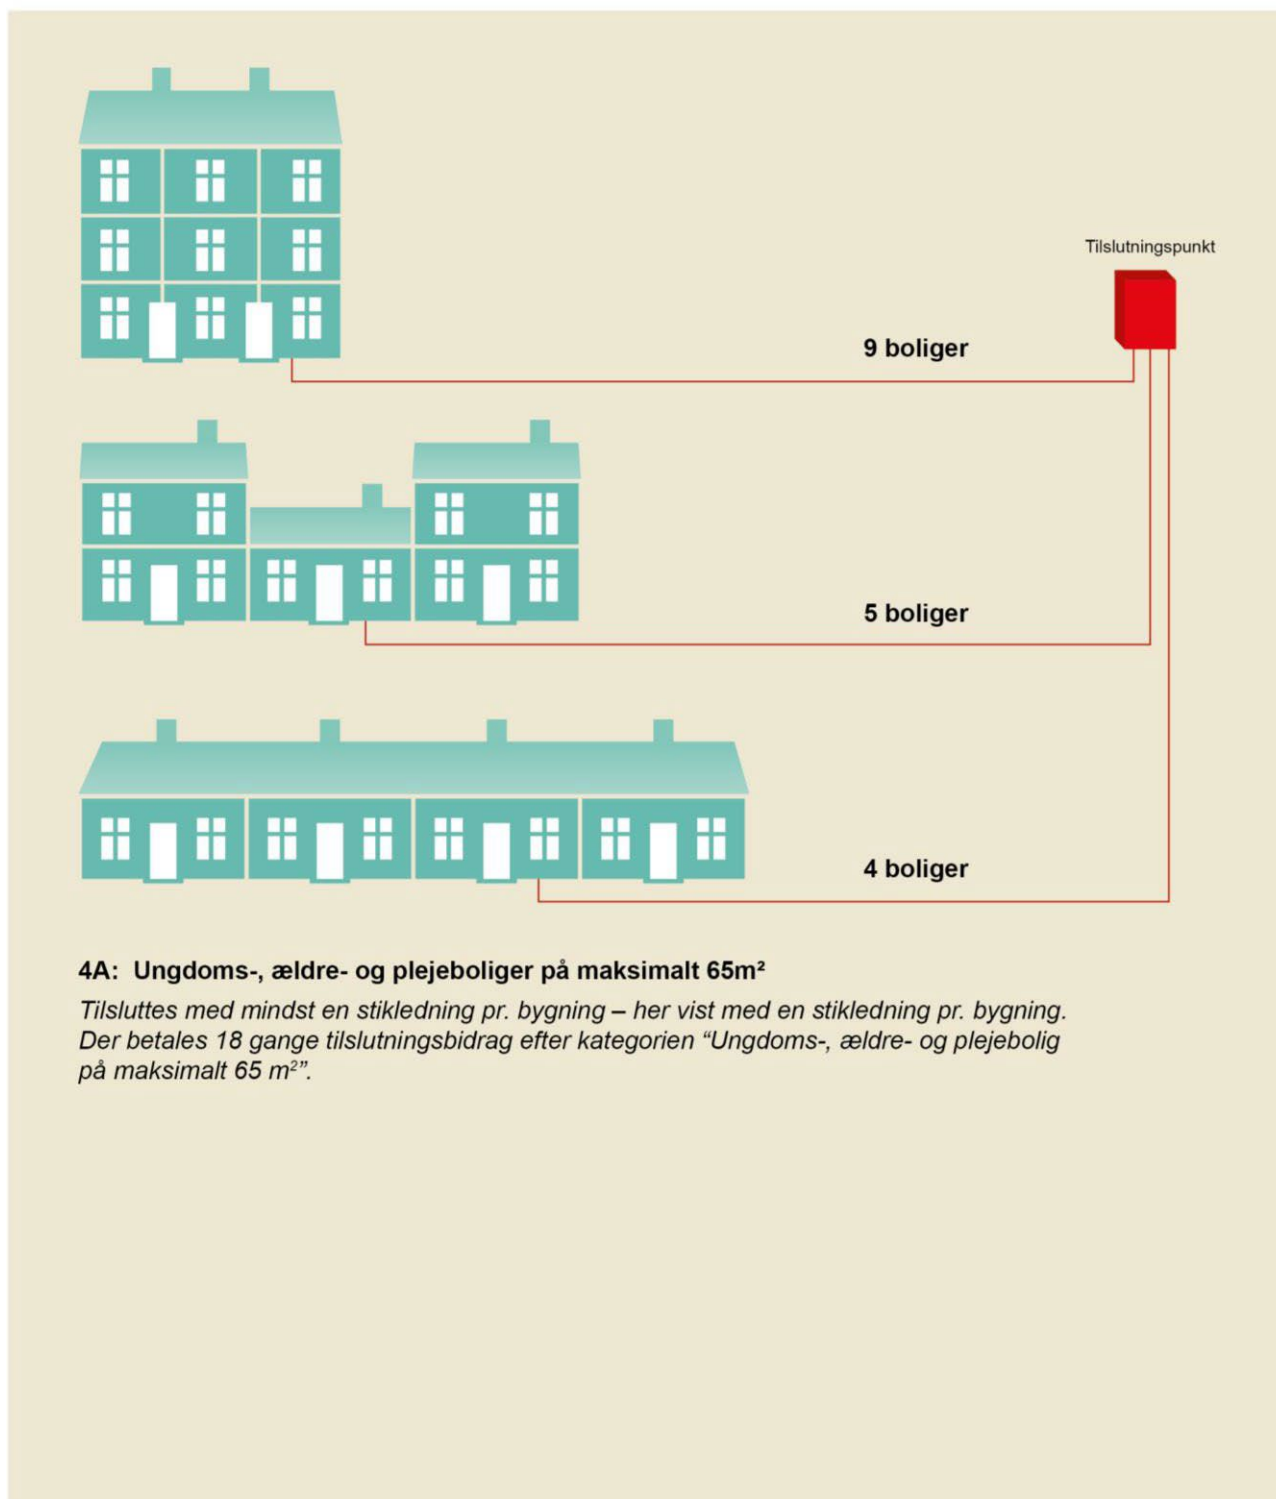 Tilslutningspunkt
9 boliger
5 boliger
4 boliger
4A: Ungdoms-, ældre- og plejeboliger på maksimalt 65m²
Tilsluttes med mindst en stikledning pr. bygning – her vist med en stikledning pr. bygning.
Der betales 18 gange tilslutningsbidrag efter kategorien “Ungdoms-, ældre- og plejebolig
på maksimalt 65 m²”.